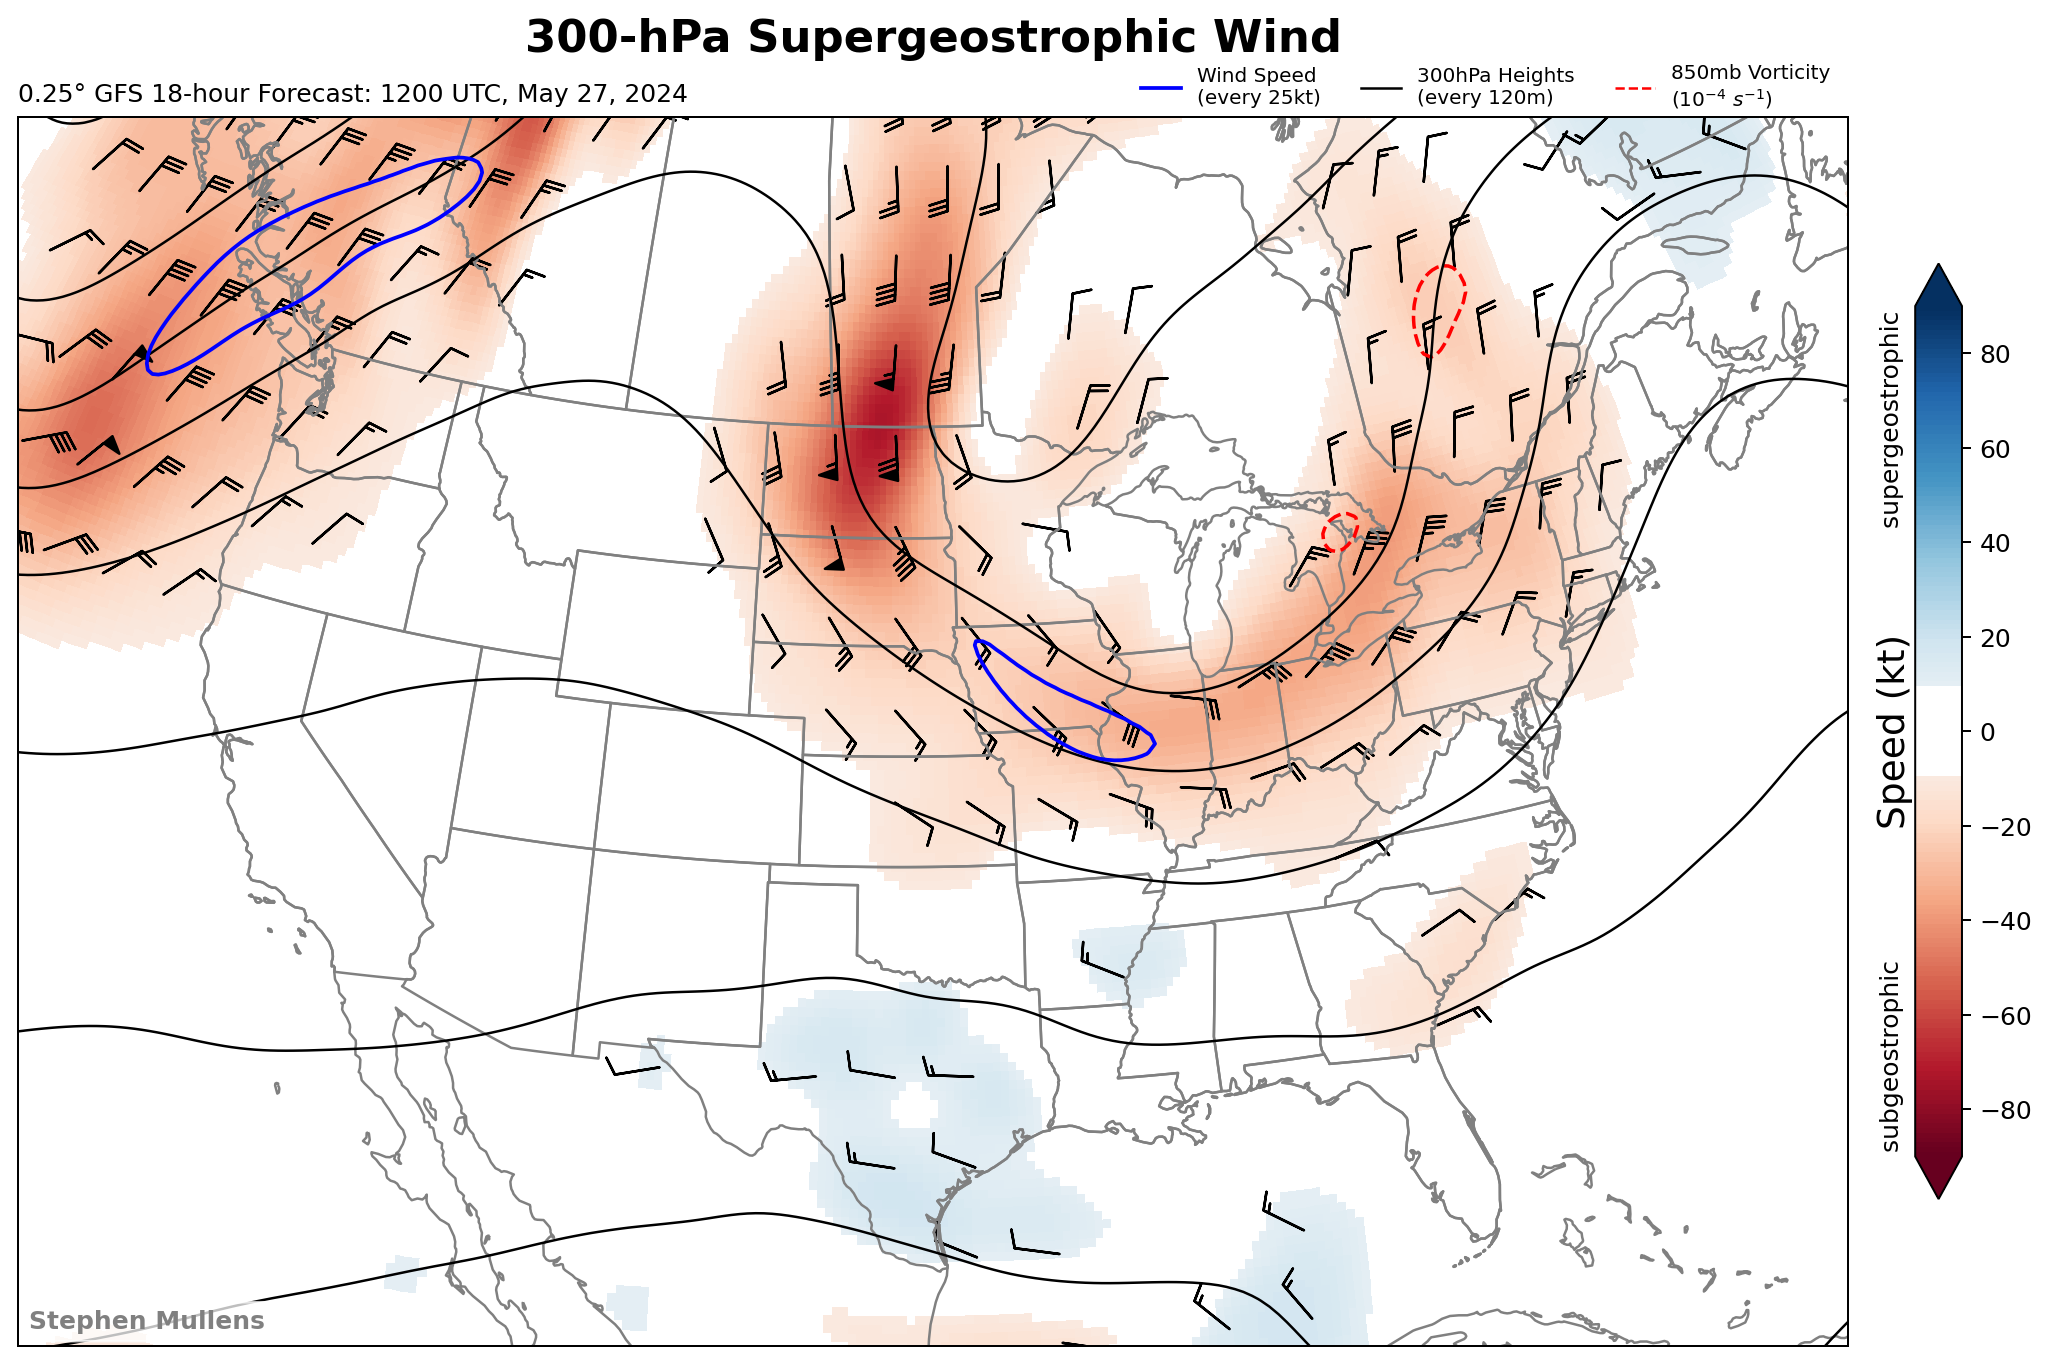 300-hPa Supergeostrophic Wind
0.25° GFS 18-hour Forecast: 1200 UTC, May 27, 2024
Wind Speed
(every 25kt)
300hPa Heights
(every 120m)
850mb Vorticity
(10⁻⁴ s⁻¹)
supergeostrophic
Speed (kt)
subgeostrophic
80
60
40
20
0
−20
−40
−60
−80
Stephen Mullens